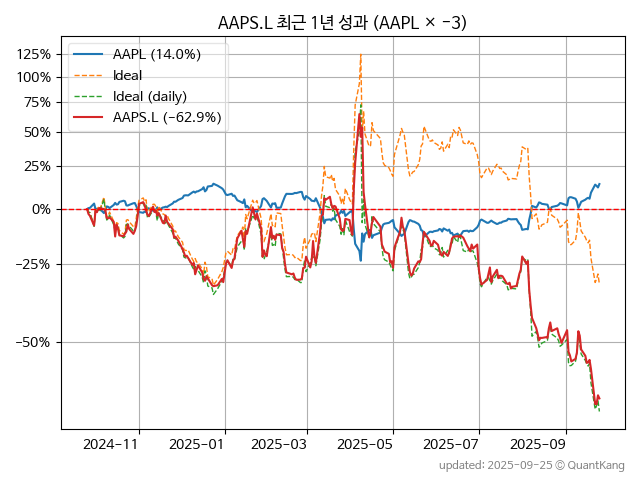 AAPS.L 최근 1년 성과 (AAPL × −3)
125%
100%
75%
50%
25%
0%
−25%
−50%
AAPL (14.0%)
Ideal
Ideal (daily)
AAPS.L (−62.9%)
2024−11
2025−01
2025−03
2025−05
2025−07
2025−09
updated: 2025−09−25 © QuantKang